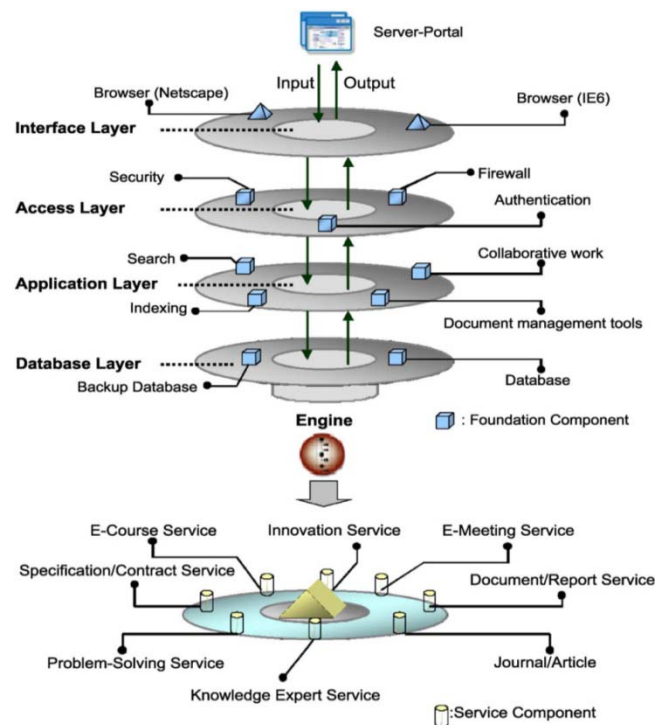 Server-Portal
Input
Output
Browser (Netscape)
Browser (IE6)
Interface Layer
Security
Firewall
Access Layer
Authentication
Search
Collaborative work
Application Layer
Indexing
Document management tools
Database Layer
Backup Database
Database
Engine
: Foundation Component
E-Course Service
Innovation Service
E-Meeting Service
Specification/Contract Service
Document/Report Service
Problem-Solving Service
Journal/Article
Knowledge Expert Service
:Service Component